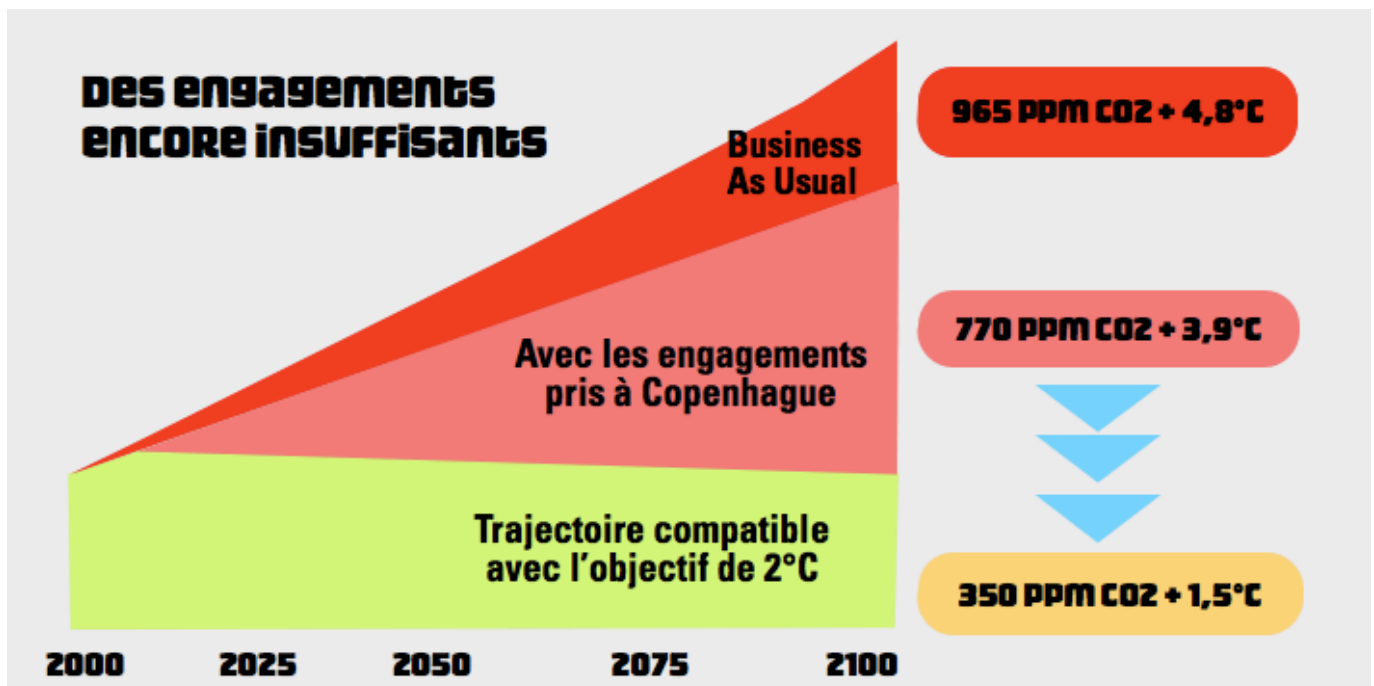 Des engagements
encore insuffisants
965 PPM CO2 + 4,8°C
Business
As Usual
770 PPM CO2 + 3,9°C
Avec les engagements
pris à Copenhague
Trajectoire compatible
avec l'objectif de 2°C
350 PPM CO2 + 1,5°C
2000 2025 2050 2075 2100